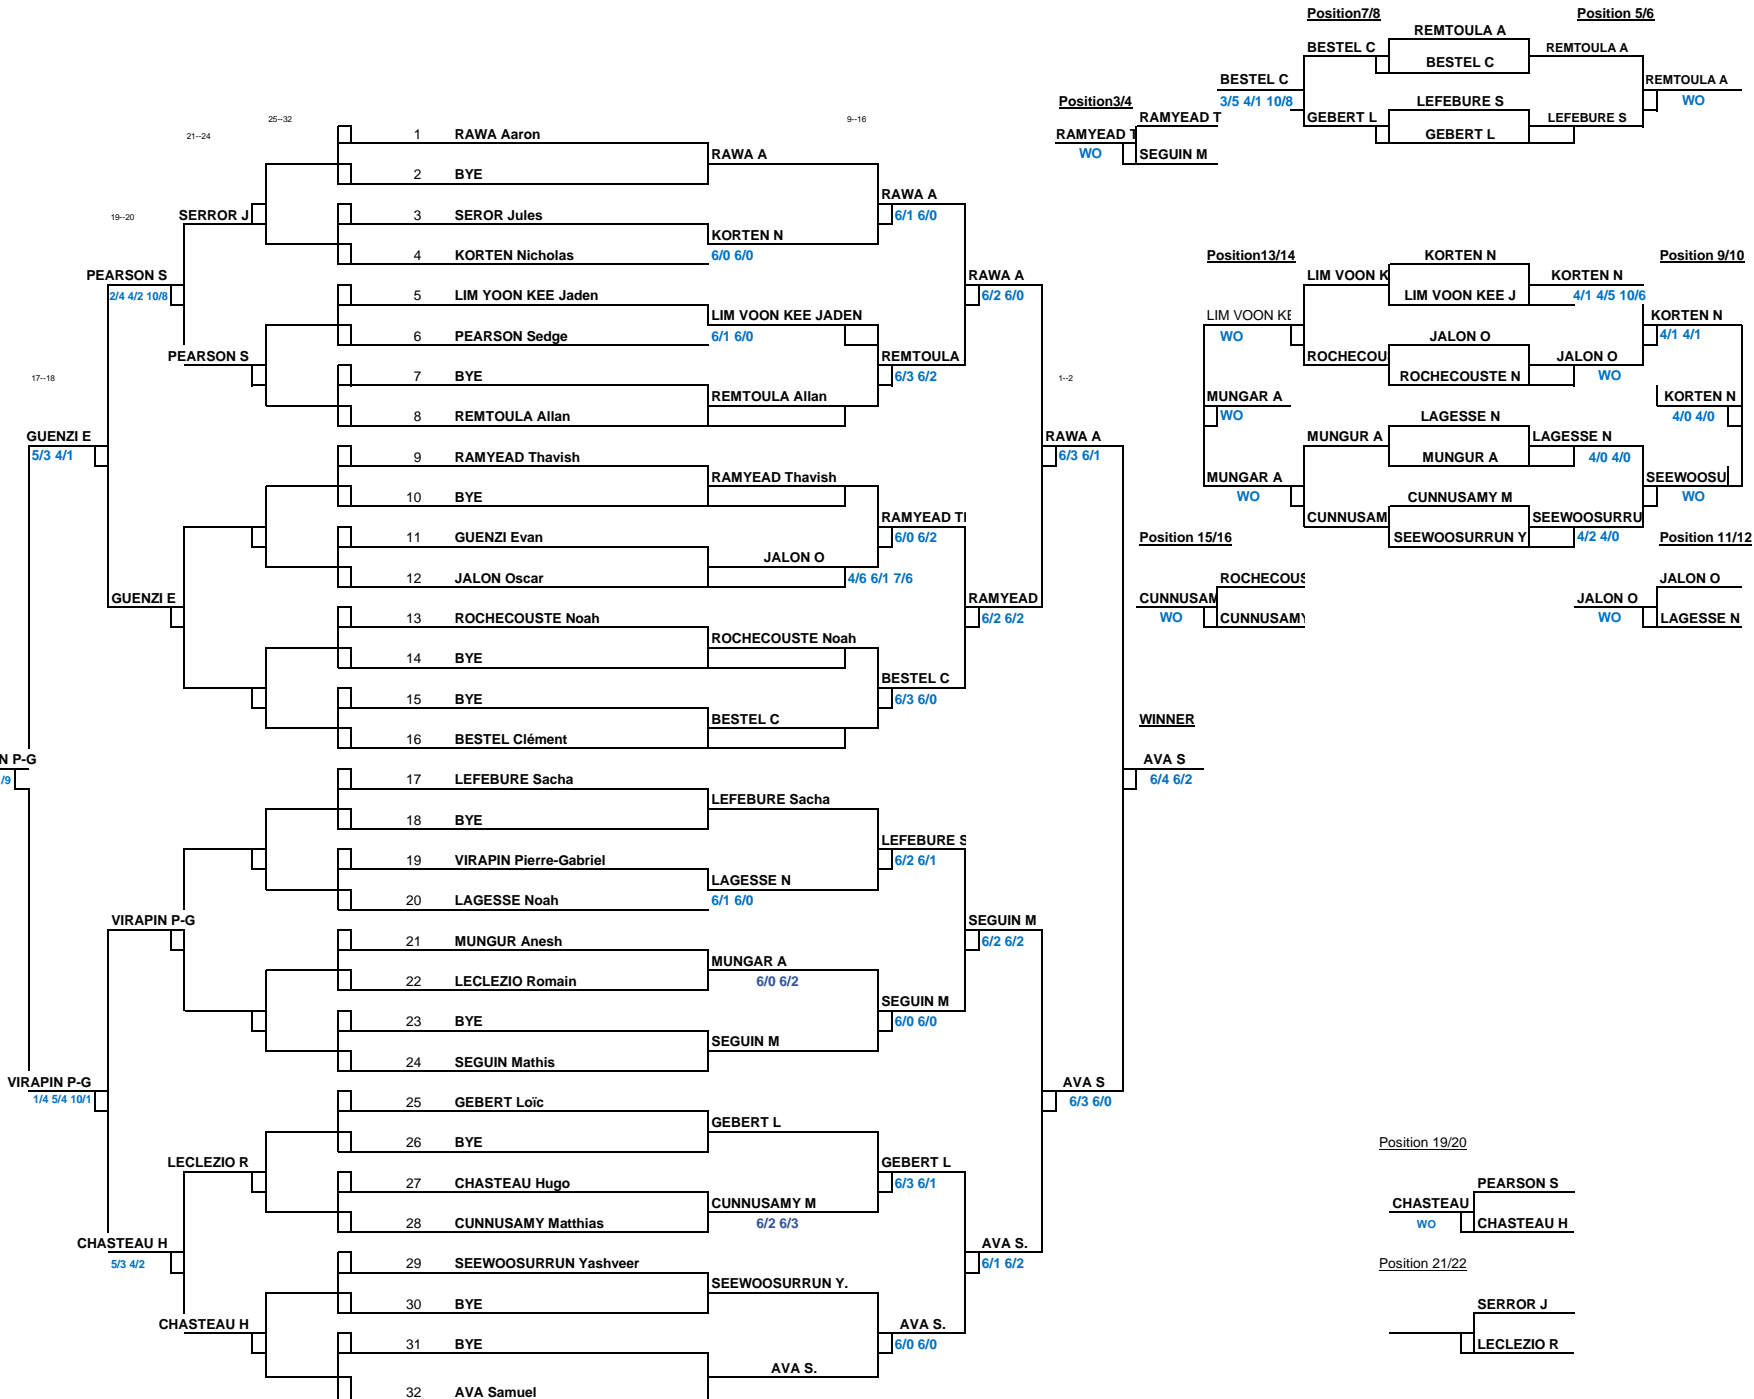 Position7/8
Position 5/6
REMTOULA A
BESTEL C
REMTOULA A
BESTEL C
BESTEL C
REMTOULA A
3/5 4/1 10/8
WO
LEFEBURE S
GEBERT L
LEFEBURE S
GEBERT L
Position3/4
RAMYEAD T
RAMYEAD T
WO
SEGUIN M
25--32
9--16
21--24
1 RAWA Aaron
RAWA A
2 BYE
RAWA A
6/1 6/0
19--20
SERROR J
3 SEROR Jules
KORTEN N
4 KORTEN Nicholas
6/0 6/0
PEARSON S
2/4 4/2 10/8
RAWA A
6/2 6/0
5 LIM YOON KEE Jaden
LIM VOON KEE JADEN
6 PEARSON Sedge
6/1 6/0
PEARSON S
REMTOULA
6/3 6/2
17--18
7 BYE
1--2
REMTOULA Allan
8 REMTOULA Allan
GUENZI E
5/3 4/1
RAWA A
6/3 6/1
9 RAMYEAD Thavish
RAMYEAD Thavish
10 BYE
RAMYEAD T
6/0 6/2
11 GUENZI Evan
JALON O
12 JALON Oscar
4/6 6/1 7/6
GUENZI E
RAMYEAD
6/2 6/2
13 ROCHECOUSTE Noah
ROCHECOUSTE Noah
14 BYE
BESTEL C
6/3 6/0
15 BYE
BESTEL C
16 BESTEL Clément
Position13/14
KORTEN N
Position 9/10
LIM VOON K
KORTEN N
LIM VOON KEE J
4/1 4/5 10/6
LIM VOON KE
KORTEN N
WO
JALON O
4/1 4/1
ROCHECOU
JALON O
ROCHECOUSTE N
WO
MUNGAR A
KORTEN N
WO
LAGESSE N
4/0 4/0
MUNGUR A
LAGESSE N
MUNGUR A
4/0 4/0
MUNGAR A
SEEWOOSU
WO
CUNNUSAMY M
WO
CUNNUSAM
SEEWOOSURRU
SEEWOOSURRUN Y
4/2 4/0
Position 15/16
Position 11/12
ROCHECOUS
JALON O
CUNNUSAM
JALON O
WO
CUNNUSAMY
WO
LAGESSE N
WINNER
AVA S
6/4 6/2
N P-G
/9
17 LEFEBURE Sacha
LEFEBURE Sacha
18 BYE
LEFEBURE S
6/2 6/1
19 VIRAPIN Pierre-Gabriel
LAGESSE N
20 LAGESSE Noah
6/1 6/0
VIRAPIN P-G
SEGUIN M
6/2 6/2
21 MUNGUR Anesh
MUNGAR A
22 LECLEZIO Romain
6/0 6/2
SEGUIN M
6/0 6/0
23 BYE
SEGUIN M
24 SEGUIN Mathis
VIRAPIN P-G
1/4 5/4 10/1
AVA S
6/3 6/0
25 GEBERT Loïc
GEBERT L
26 BYE
LECLEZIO R
GEBERT L
6/3 6/1
27 CHASTEAU Hugo
CUNNUSAMY M
28 CUNNUSAMY Matthias
6/2 6/3
CHASTEAU H
5/3 4/2
AVA S.
6/1 6/2
29 SEEWOOSURRUN Yashveer
SEEWOOSURRUN Y.
30 BYE
CHASTEAU H
AVA S.
6/0 6/0
31 BYE
AVA S.
32 AVA Samuel
Position 19/20
PEARSON S
CHASTEAU
WO
CHASTEAU H
Position 21/22
SERROR J
LECLEZIO R